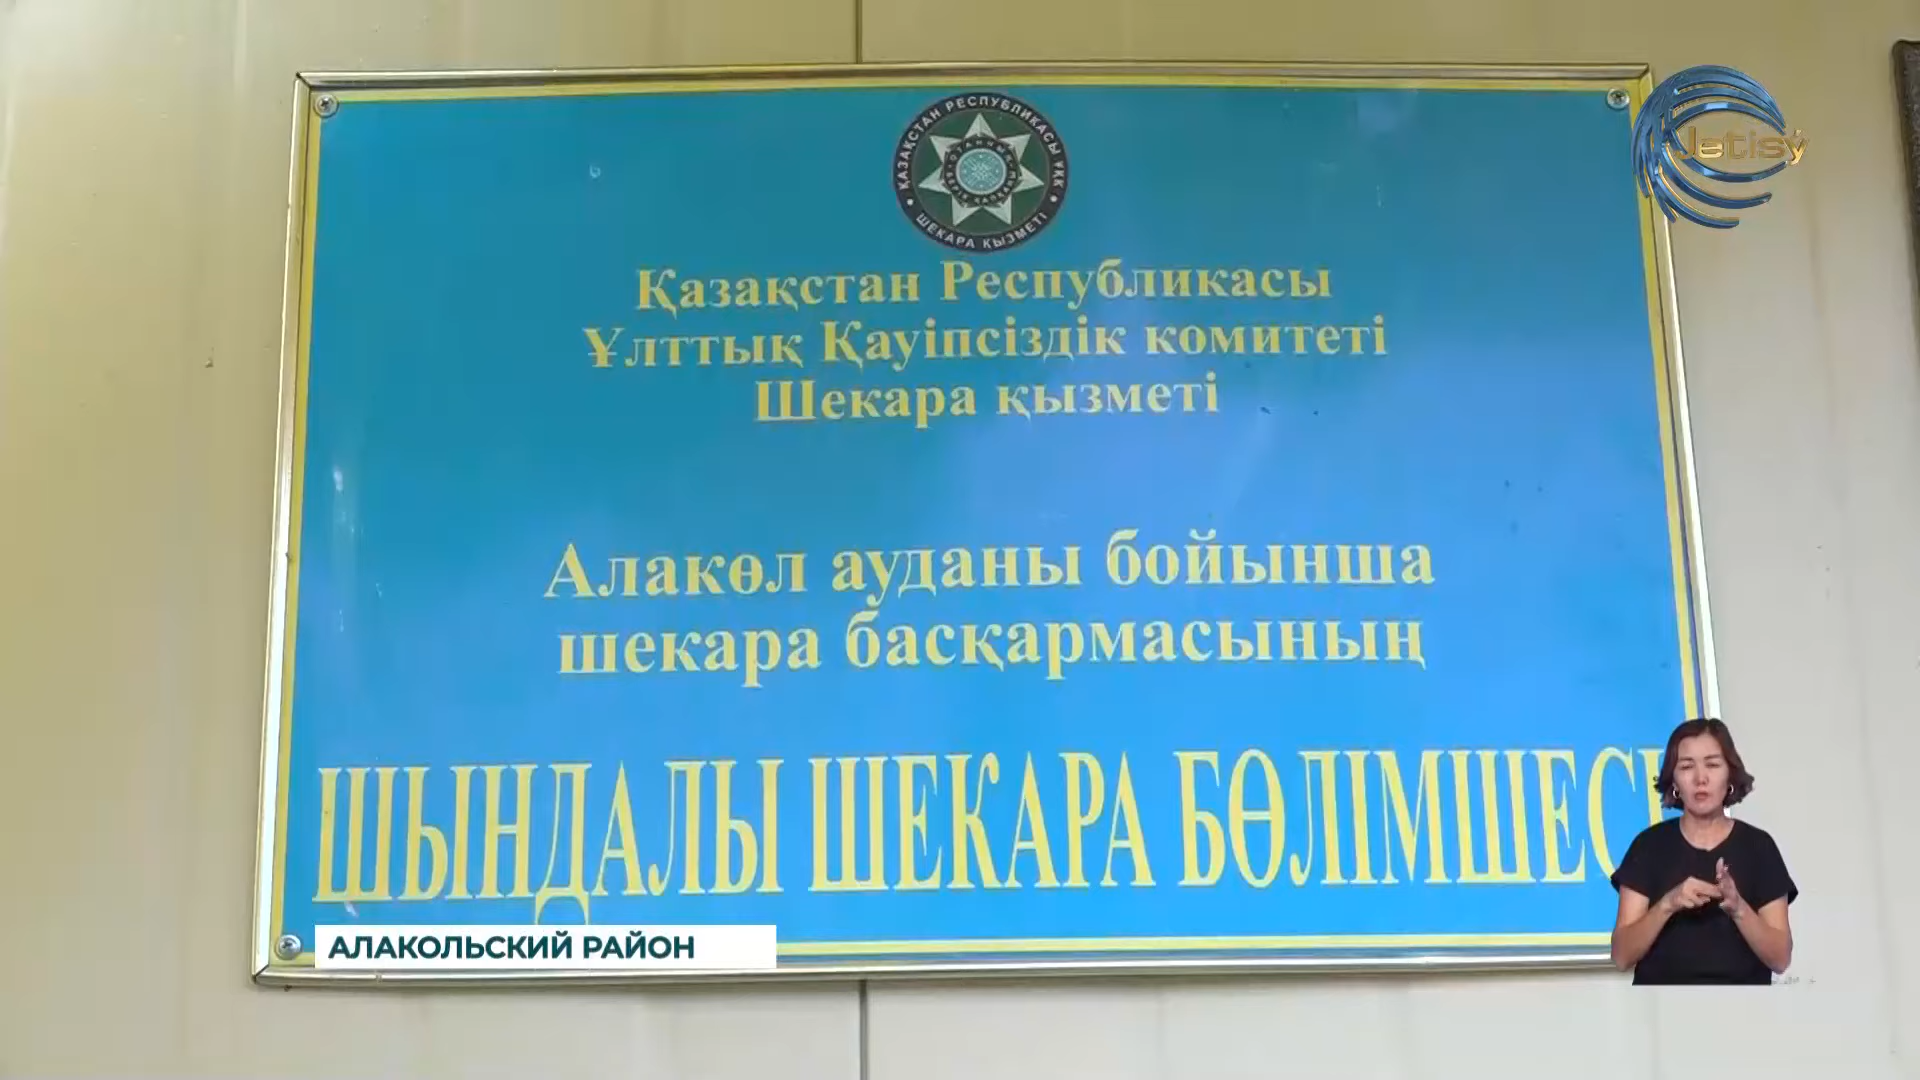 ҚАЗАҚСТАН РЕСПУБЛИКАСЫ ҰҚК
ШЕКАРА ҚЫЗМЕТІ
Jetisý
Қазақстан Республикасы
Ұлттық Қауіпсіздік комитеті
Шекара қызметі
Алакөл ауданы бойынша
шекара басқармасының
ШЫНДАЛЫ ШЕКАРА БӨЛІМШЕСІ
АЛАКОЛЬСКИЙ РАЙОН